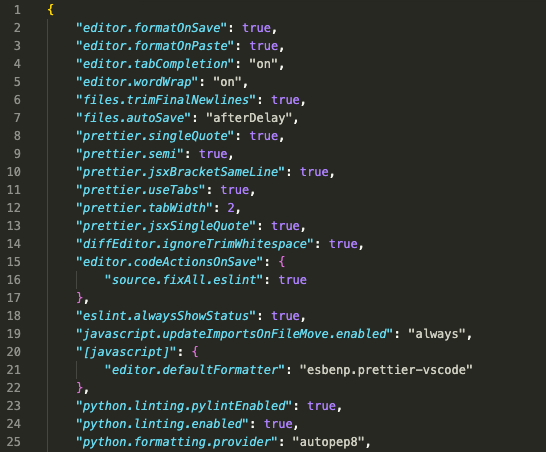 1 {
2 "editor.formatOnSave": true,
3 "editor.formatOnPaste": true,
4 "editor.tabCompletion": "on",
5 "editor.wordWrap": "on",
6 "files.trimFinalNewlines": true,
7 "files.autoSave": "afterDelay",
8 "prettier.singleQuote": true,
9 "prettier.semi": true,
10 "prettier.jsxBracketSameLine": true,
11 "prettier.useTabs": true,
12 "prettier.tabWidth": 2,
13 "prettier.jsxSingleQuote": true,
14 "diffEditor.ignoreTrimWhitespace": true,
15 "editor.codeActionsOnSave": {
16 "source.fixAll.eslint": true
17 },
18 "eslint.alwaysShowStatus": true,
19 "javascript.updateImportsOnFileMove.enabled": "always",
20 "[javascript]": {
21 "editor.defaultFormatter": "esbenp.prettier-vscode"
22 },
23 "python.linting.pylintEnabled": true,
24 "python.linting.enabled": true,
25 "python.formatting.provider": "autopep8",